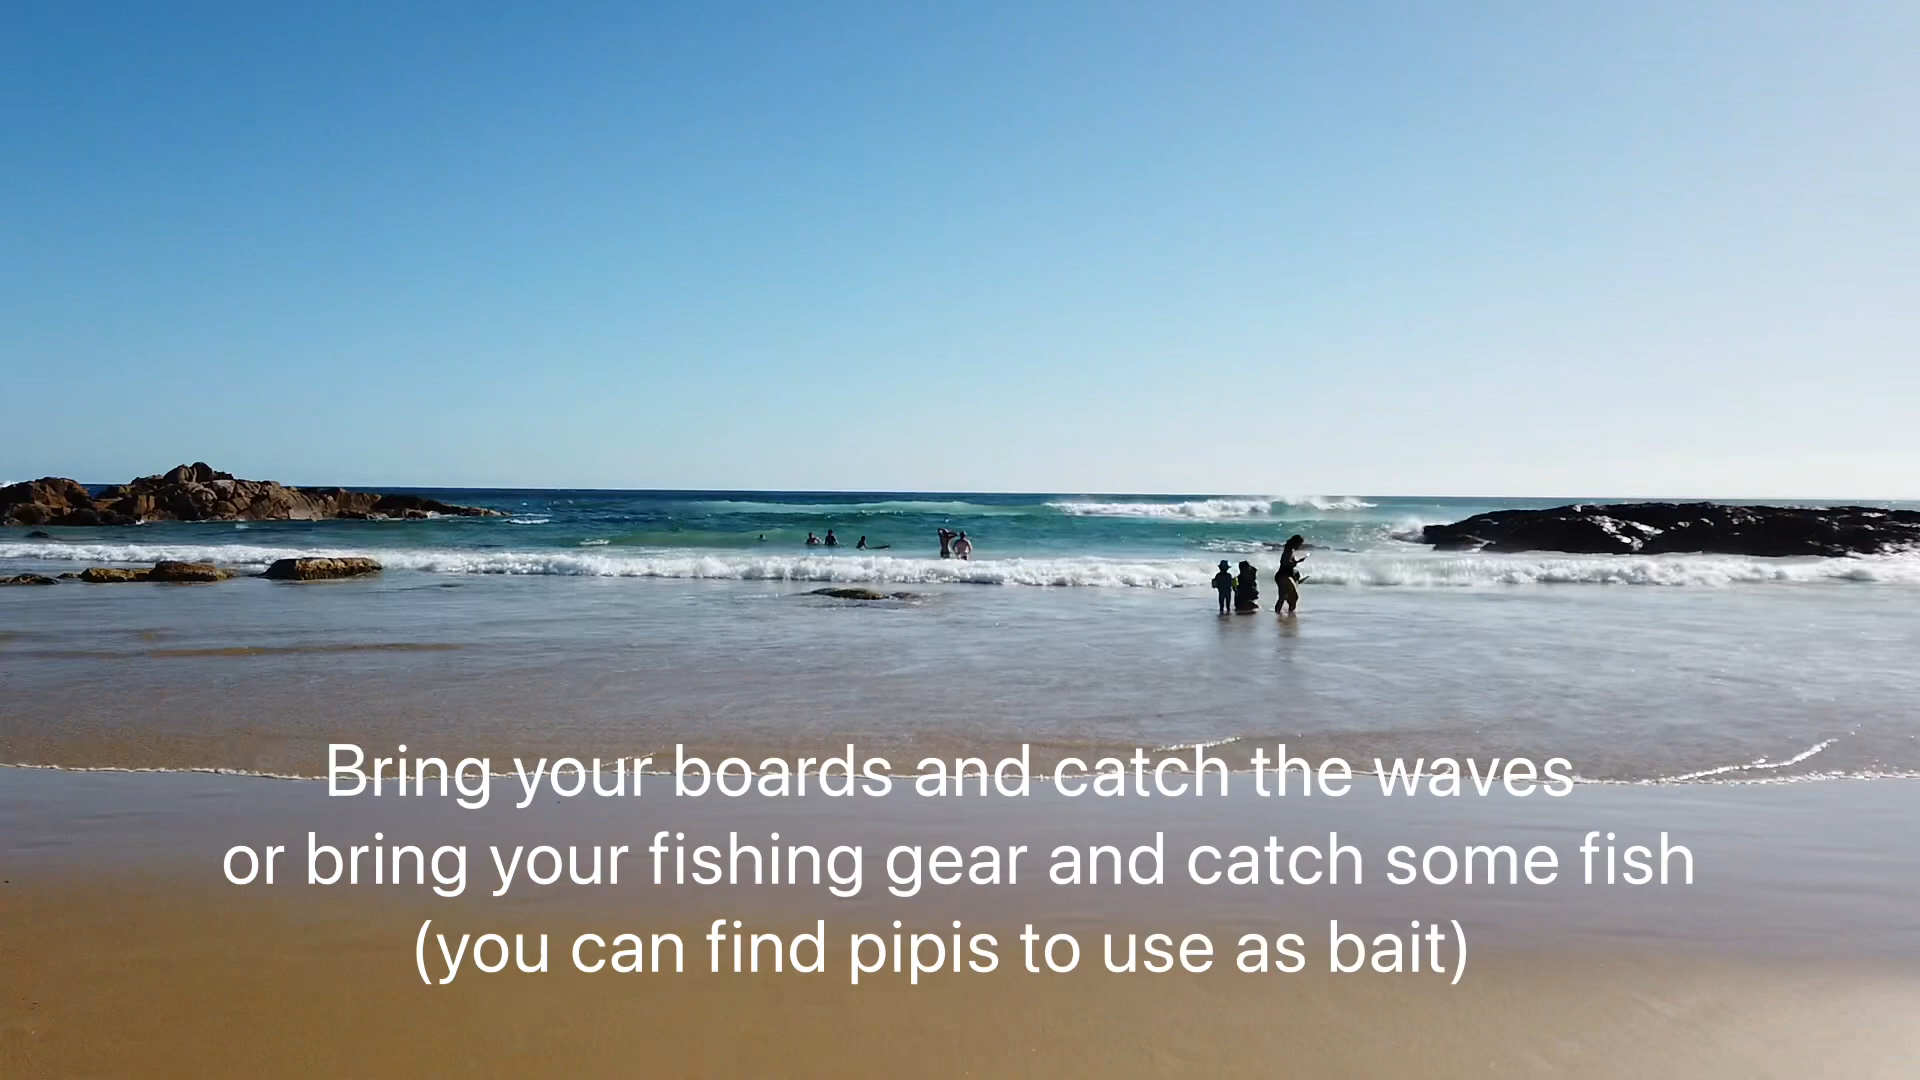 Bring your boards and catch the waves
or bring your fishing gear and catch some fish
(you can find pipis to use as bait)